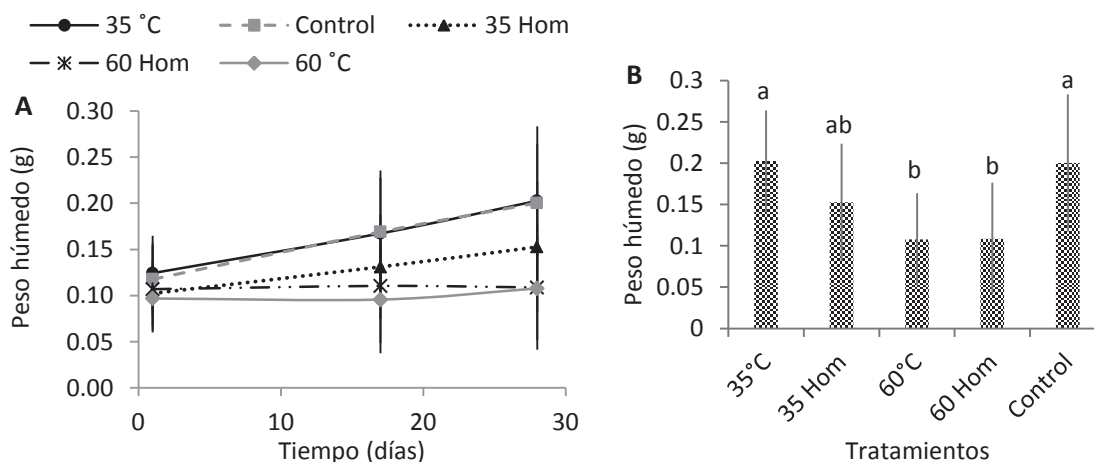 35 ˚C
Control
35 Hom
60 Hom
60 ˚C
A
Peso húmedo (g)
0.30
0.25
0.20
0.15
0.10
0.05
0.00
0
10
20
30
Tiempo (días)
B
Peso húmedo (g)
0.3
0.25
0.2
0.15
0.1
0.05
0
a
ab
b
b
a
35˚C
35 Hom
60˚C
60 Hom
Control
Tratamientos